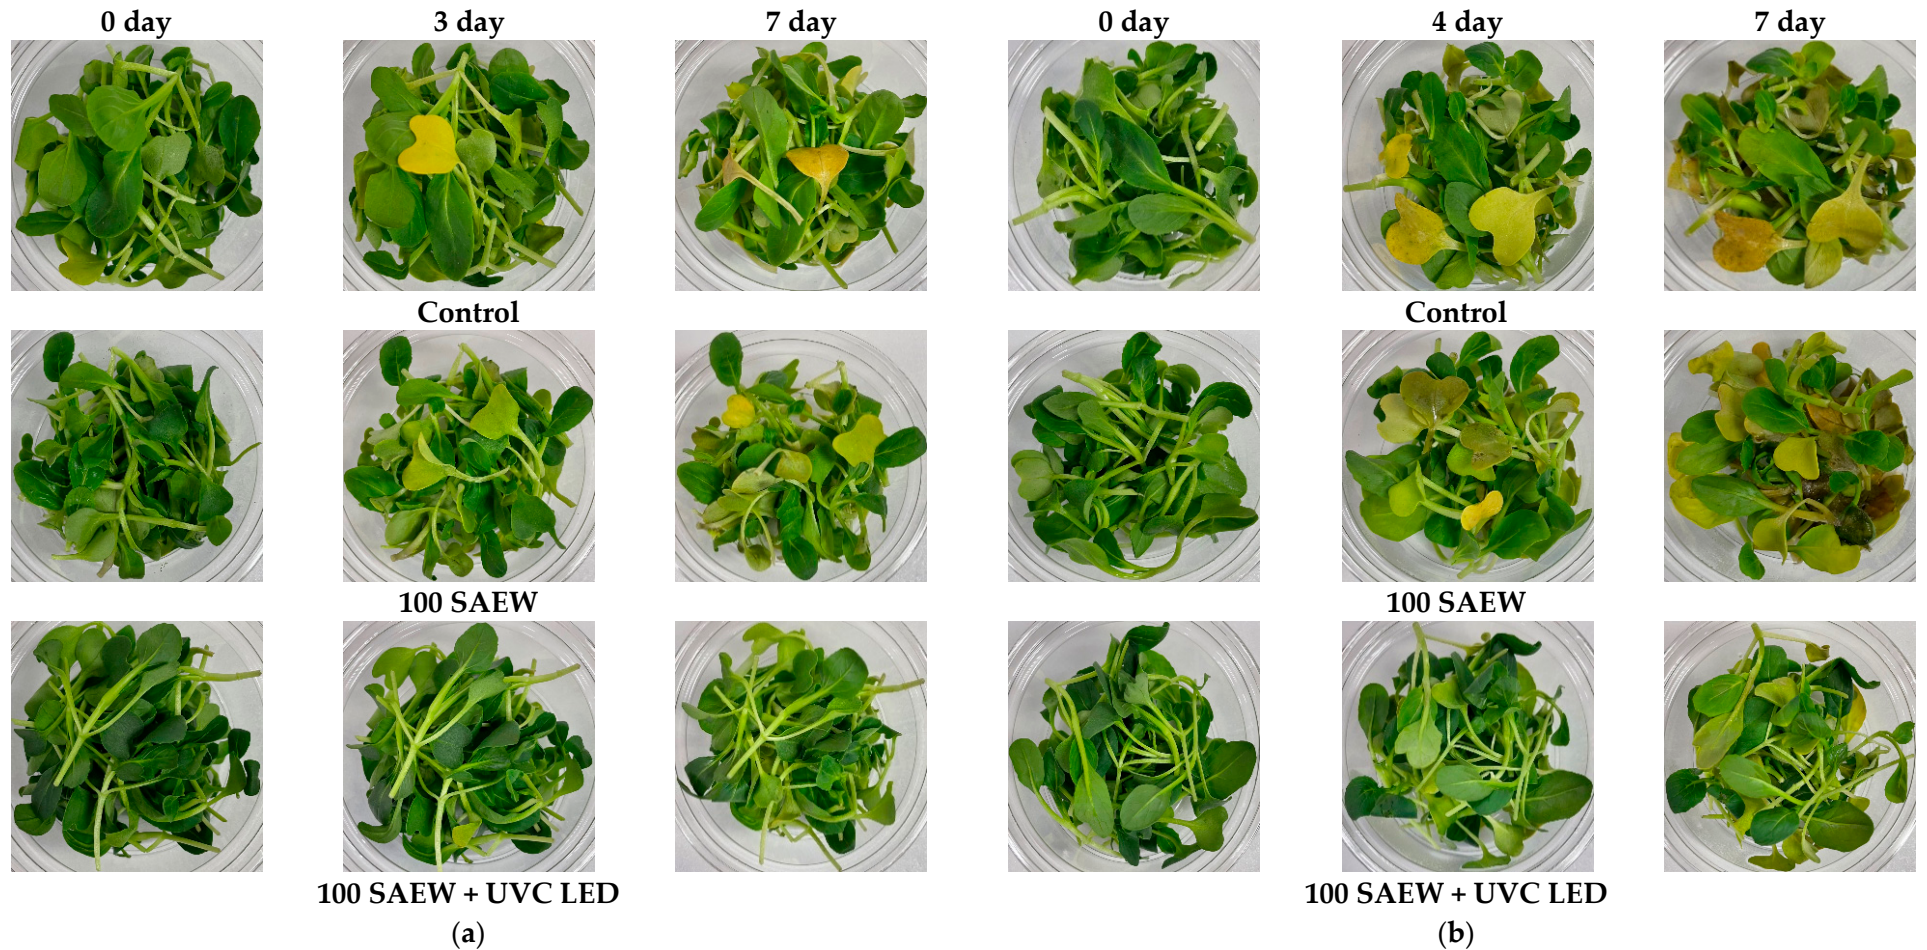 0 day 3 day 7 day 0 day 4 day 7 day
Control Control
100 SAEW 100 SAEW
100 SAEW + UVC LED 100 SAEW + UVC LED
(a) (b)